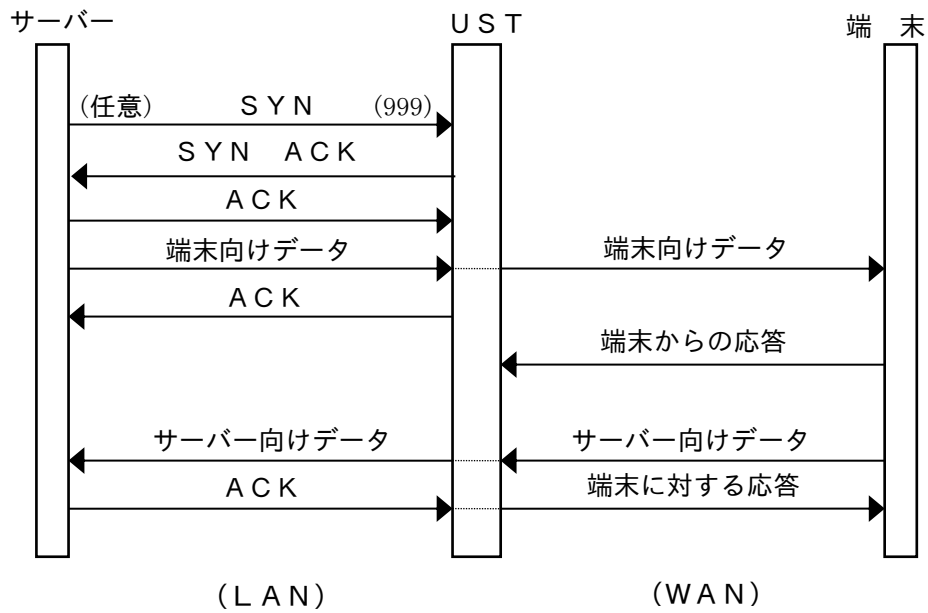 サーバー ＵＳＴ 端　末
（任意） ＳＹＮ （999）
ＳＹＮ　ＡＣＫ
ＡＣＫ
端末向けデータ 端末向けデータ
ＡＣＫ
端末からの応答
サーバー向けデータ サーバー向けデータ
ＡＣＫ 端末に対する応答
（ＬＡＮ） （ＷＡＮ）